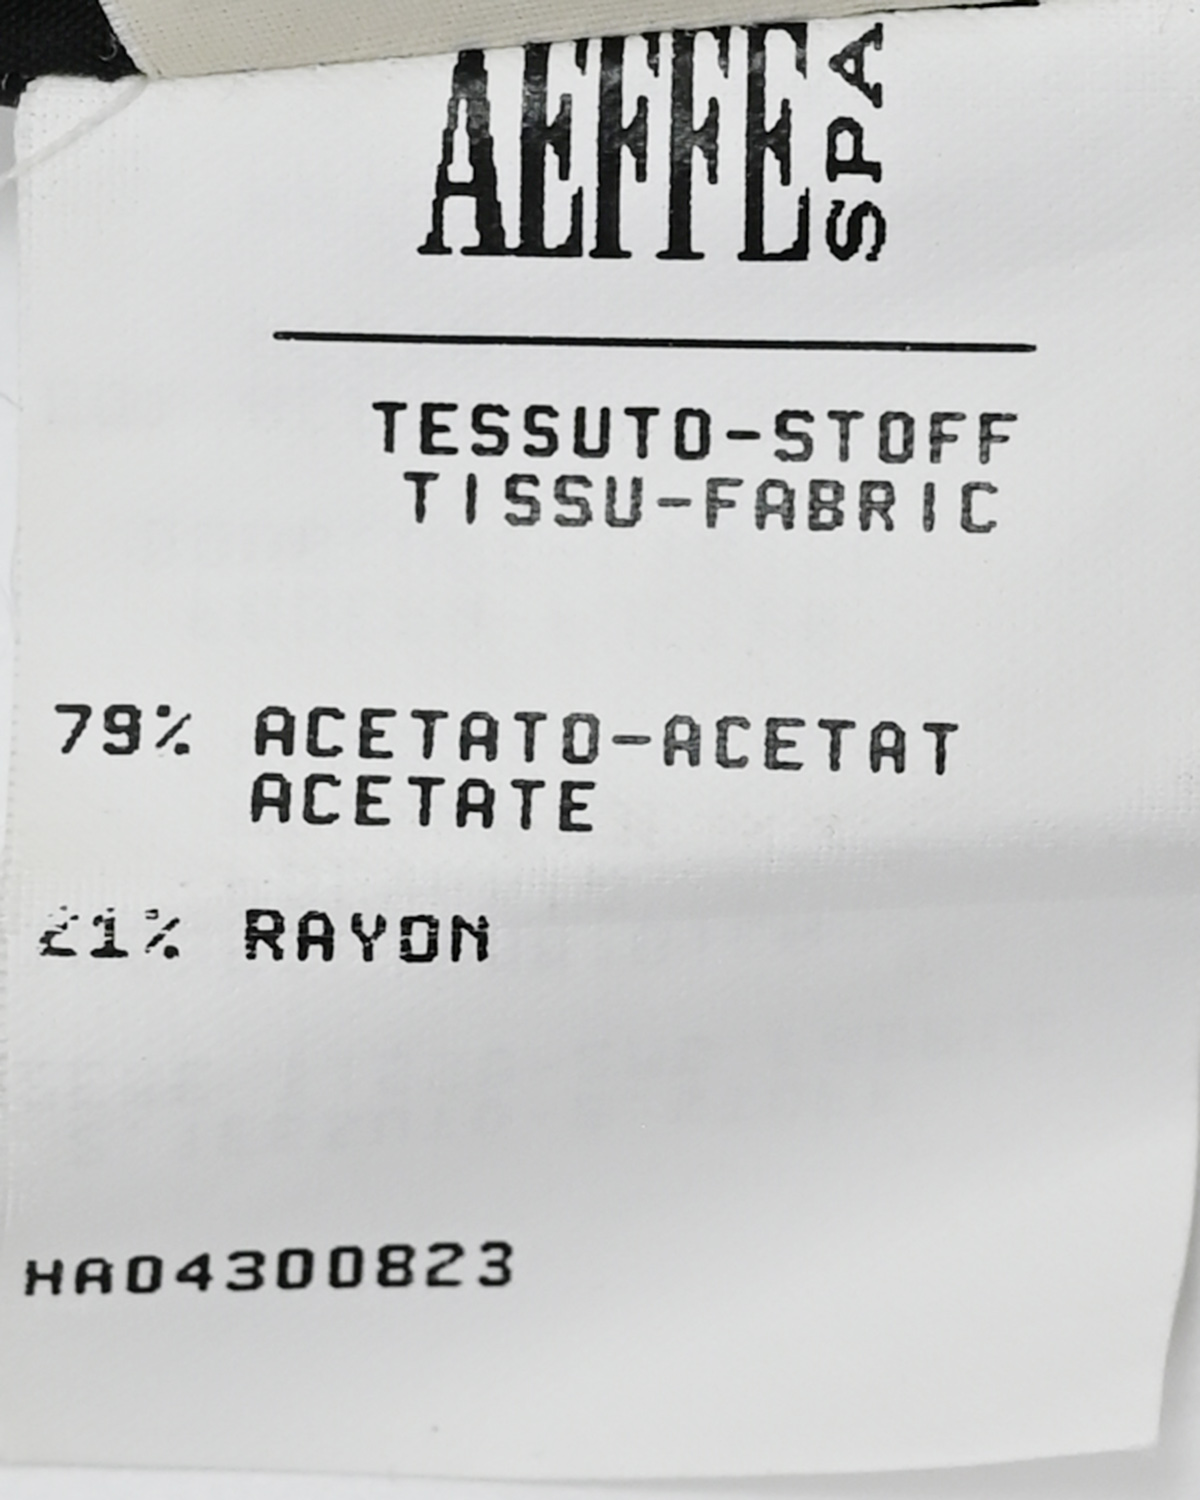 AEFFE SPA
TESSUTO-STOFF
TISSU-FABRIC
79% ACETATO-ACETAT
ACETATE
21% RAYON
HA04300823